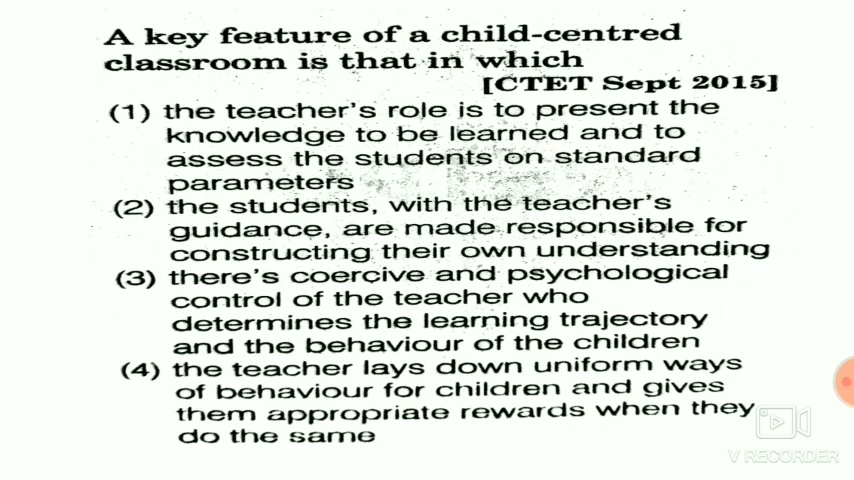 A key feature of a child-centred
classroom is that in which
[CTET Sept 2015]
(1) the teacher's role is to present the
knowledge to be learned and to
assess the students on standard
parameters
(2) the students, with the teacher's
guidance, are made responsible for
constructing their own understanding
(3) there's coercive and psychological
control of the teacher who
determines the learning trajectory
and the behaviour of the children
(4) the teacher lays down uniform ways
of behaviour for children and gives
them appropriate rewards when they
do the same
V RECORDER